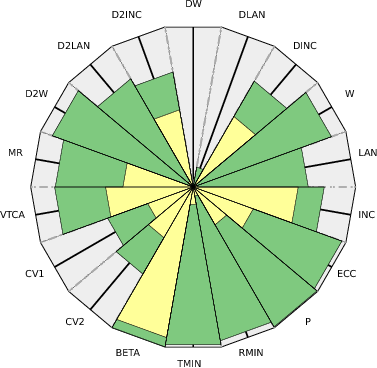 DW
D2INC
DLAN
D2LAN
DINC
D2W
W
MR
LAN
VTCA
INC
CV1
ECC
CV2
P
BETA
RMIN
TMIN